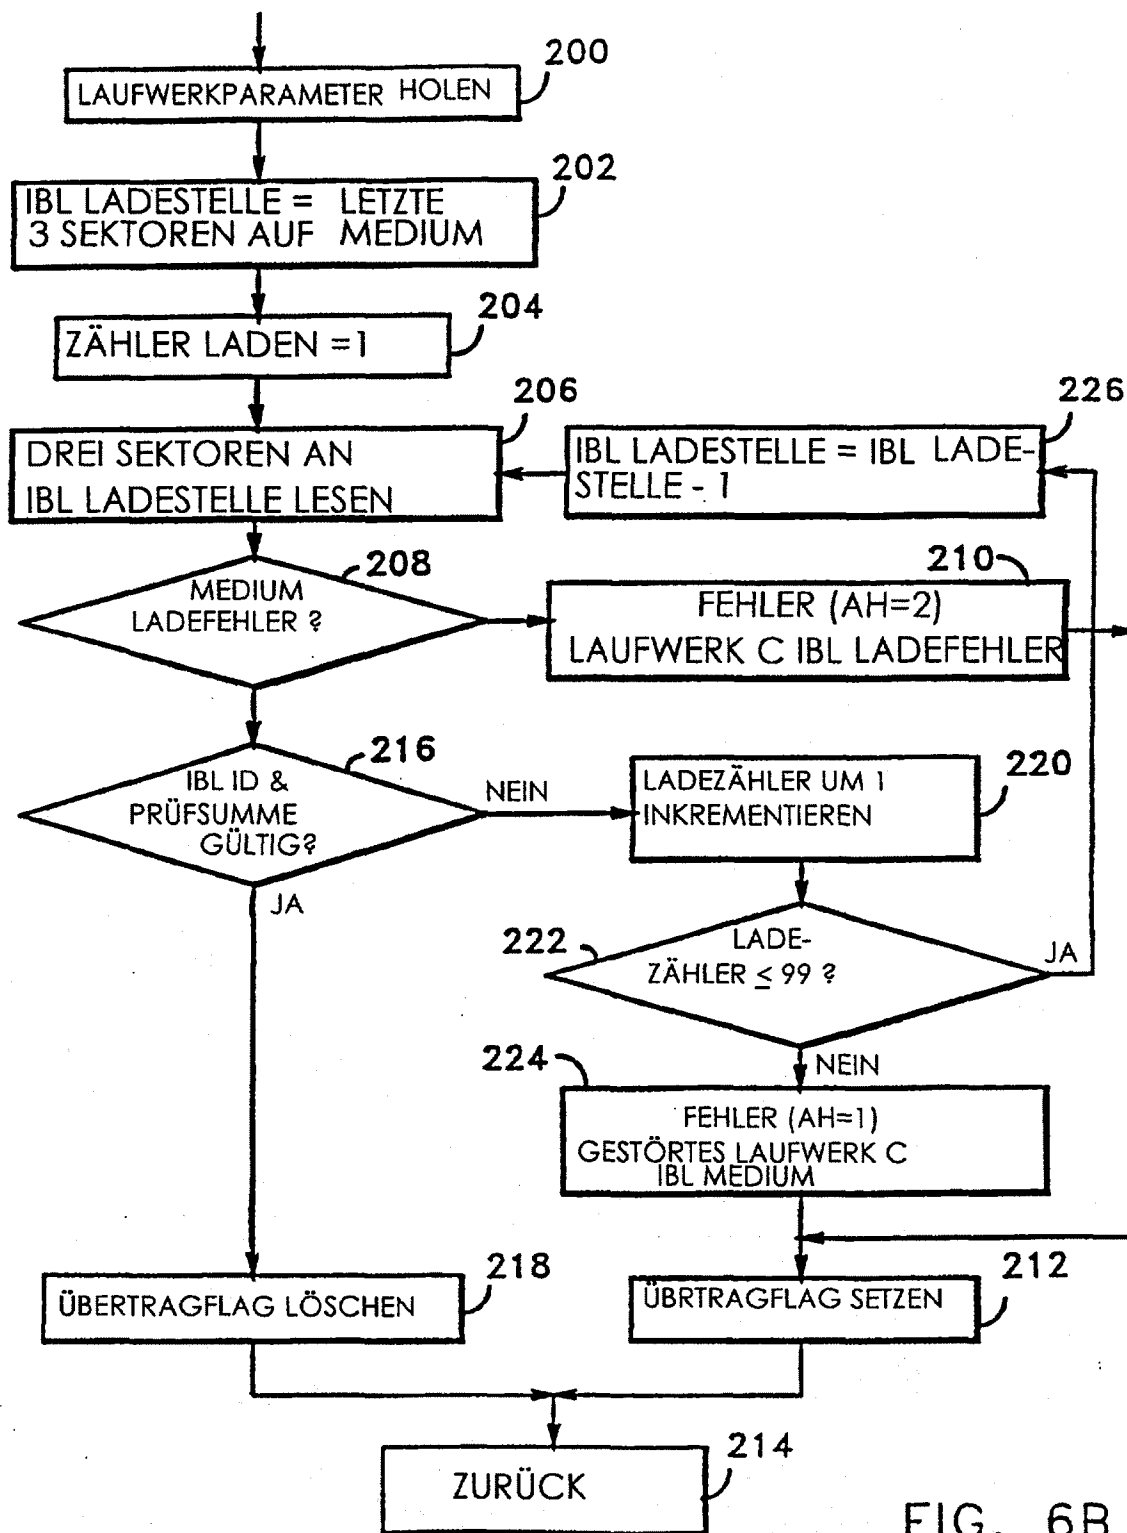 200
LAUFWERKPARAMETER HOLEN
202
IBL LADESTELLE = LETZTE
3 SEKTOREN AUF MEDIUM
204
ZÄHLER LADEN =1
206
DREI SEKTOREN AN
IBL LADESTELLE LESEN
226
IBL LADESTELLE = IBL LADE-
STELLE - 1
208
MEDIUM
LADEFEHLER ?
210
FEHLER (AH=2)
LAUFWERK C IBL LADEFEHLER
216
IBL ID &
PRÜFSUMME
GÜLTIG?
NEIN
JA
220
LADEZÄHLER UM 1
INKREMENTIEREN
222
LADE-
ZÄHLER ≤ 99 ?
JA
NEIN
224
FEHLER (AH=1)
GESTÖRTES LAUFWERK C
IBL MEDIUM
218
ÜBERTRAGFLAG LÖSCHEN
212
ÜBRTRAGFLAG SETZEN
214
ZURÜCK
FIG. 6B